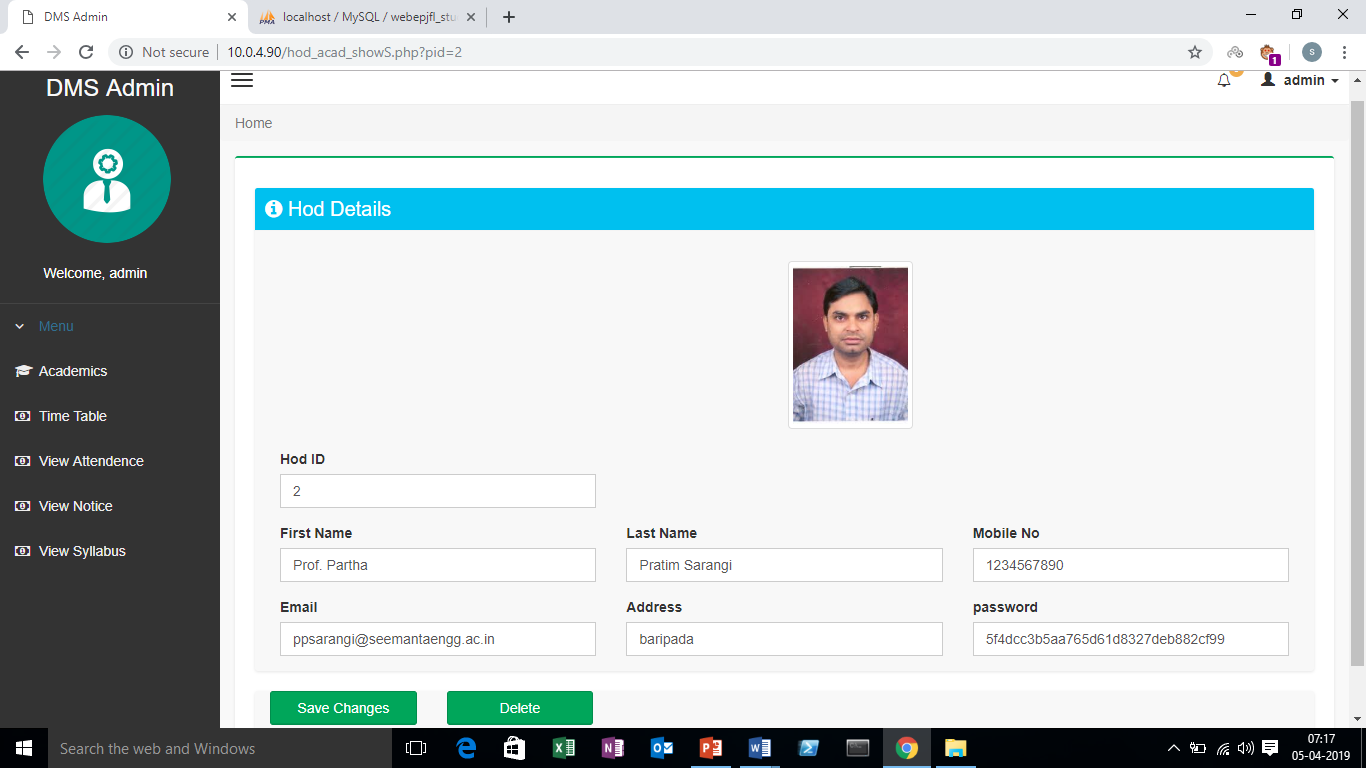 DMS Admin
localhost / MySQL / webepjfl_stu
Not secure
10.0.4.90/hod_acad_showS.php?pid=2
S
1
DMS Admin
admin
Home
Welcome, admin
Hod Details
Menu
Academics
Time Table
View Attendence
View Notice
View Syllabus
Hod ID
2
First Name
Last Name
Mobile No
Prof. Partha
Pratim Sarangi
1234567890
Email
Address
password
ppsarangi@seemantaengg.ac.in
baripada
5f4dcc3b5aa765d61d8327deb882cf99
Save Changes
Delete
Search the web and Windows
07:17
05-04-2019